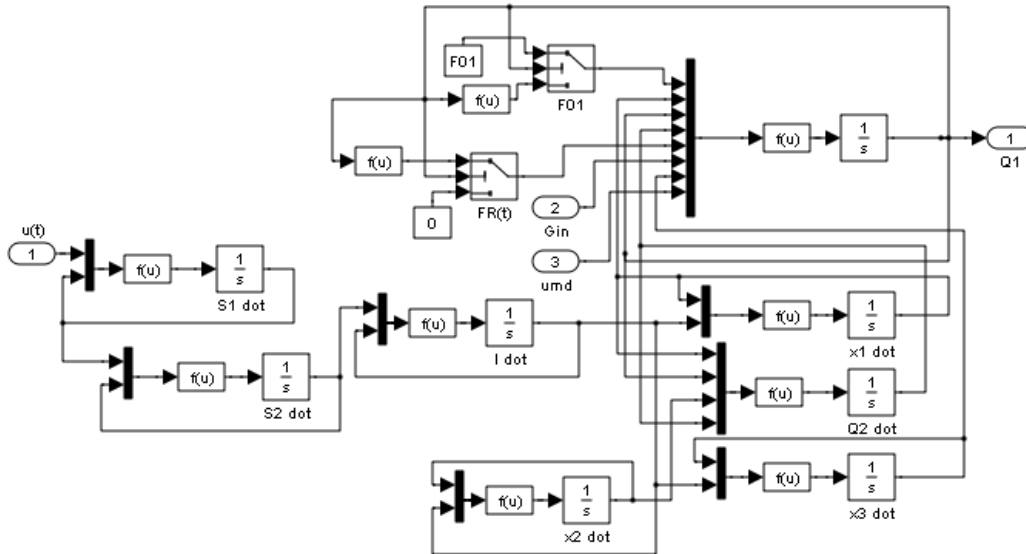 F01
f(u)
F01
f(u)
FR(t)
0
2
Gin
3
umd
f(u)
1
s
1
Q1
u(t)
1
f(u)
1
s
S1 dot
f(u)
1
s
S2 dot
f(u)
1
s
I dot
f(u)
1
s
x1 dot
f(u)
1
s
Q2 dot
f(u)
1
s
x3 dot
f(u)
1
s
x2 dot